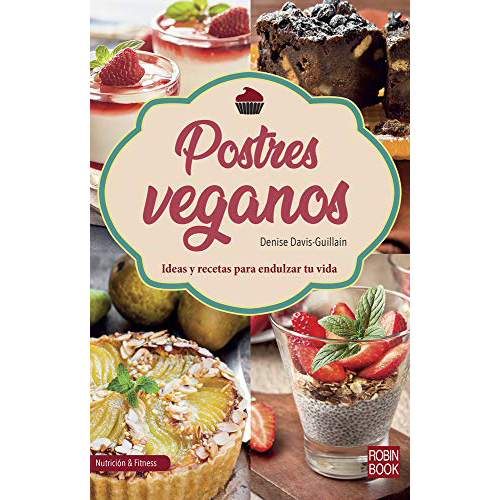 Postres
veganos
Denise Davis-Guillain
Ideas y recetas para endulzar tu vida
Nutrición & Fitness
ROBIN
BOOK